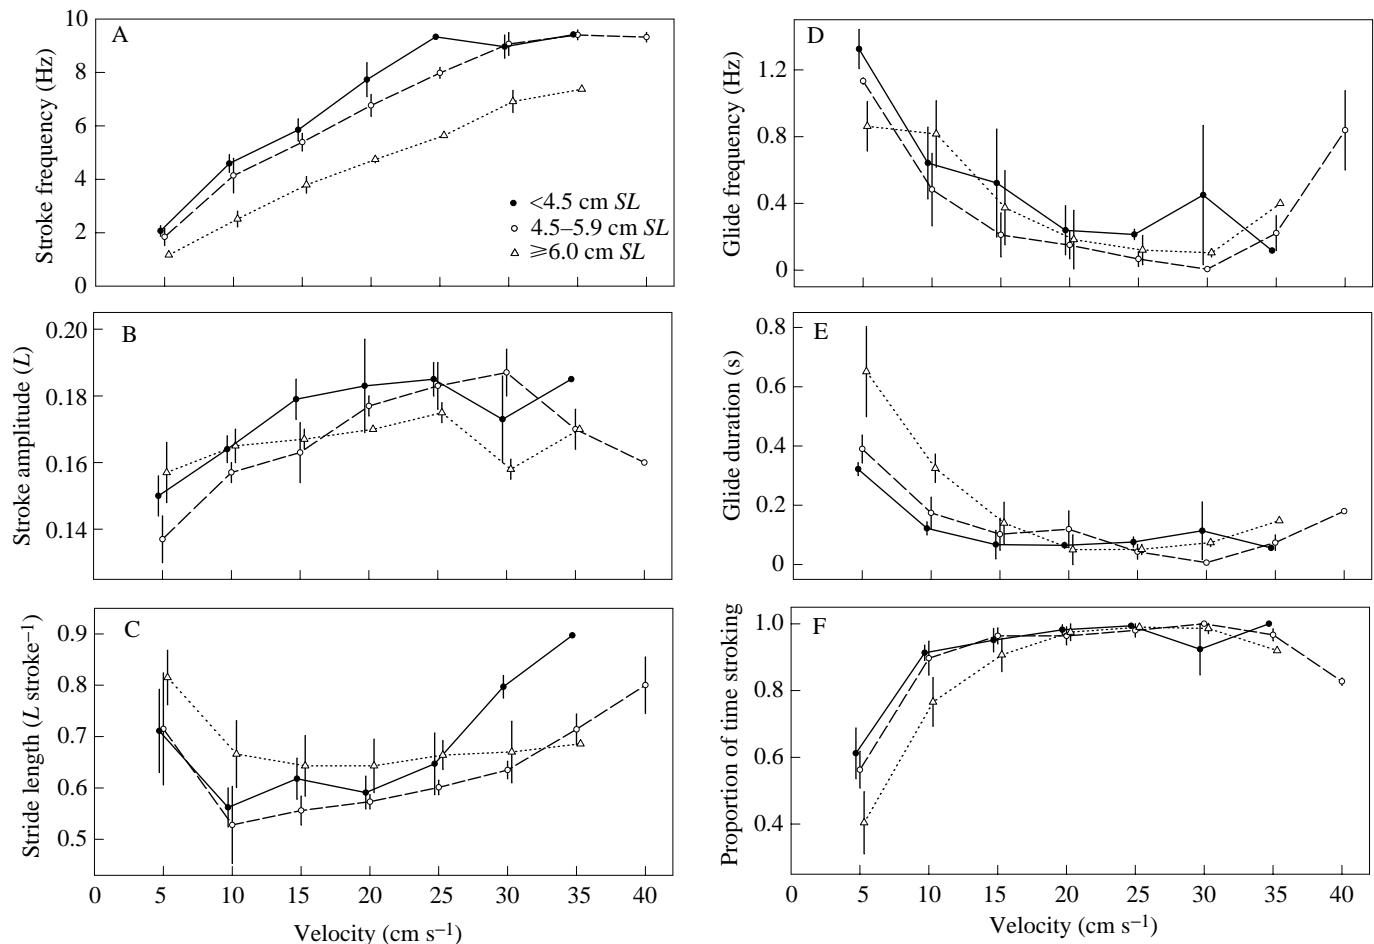 A
Stroke frequency (Hz)
10
8
6
4
2
0
<4.5 cm SL
4.5–5.9 cm SL
⩾6.0 cm SL
D
Glide frequency (Hz)
1.2
0.8
0.4
0
B
Stroke amplitude (L)
0.20
0.18
0.16
0.14
E
Glide duration (s)
0.8
0.6
0.4
0.2
0
C
Stride length (L stroke⁻¹)
0.9
0.8
0.7
0.6
0.5
0 5 10 15 20 25 30 35 40
Velocity (cm s⁻¹)
F
Proportion of time stroking
1.0
0.8
0.6
0.4
0 5 10 15 20 25 30 35 40
Velocity (cm s⁻¹)